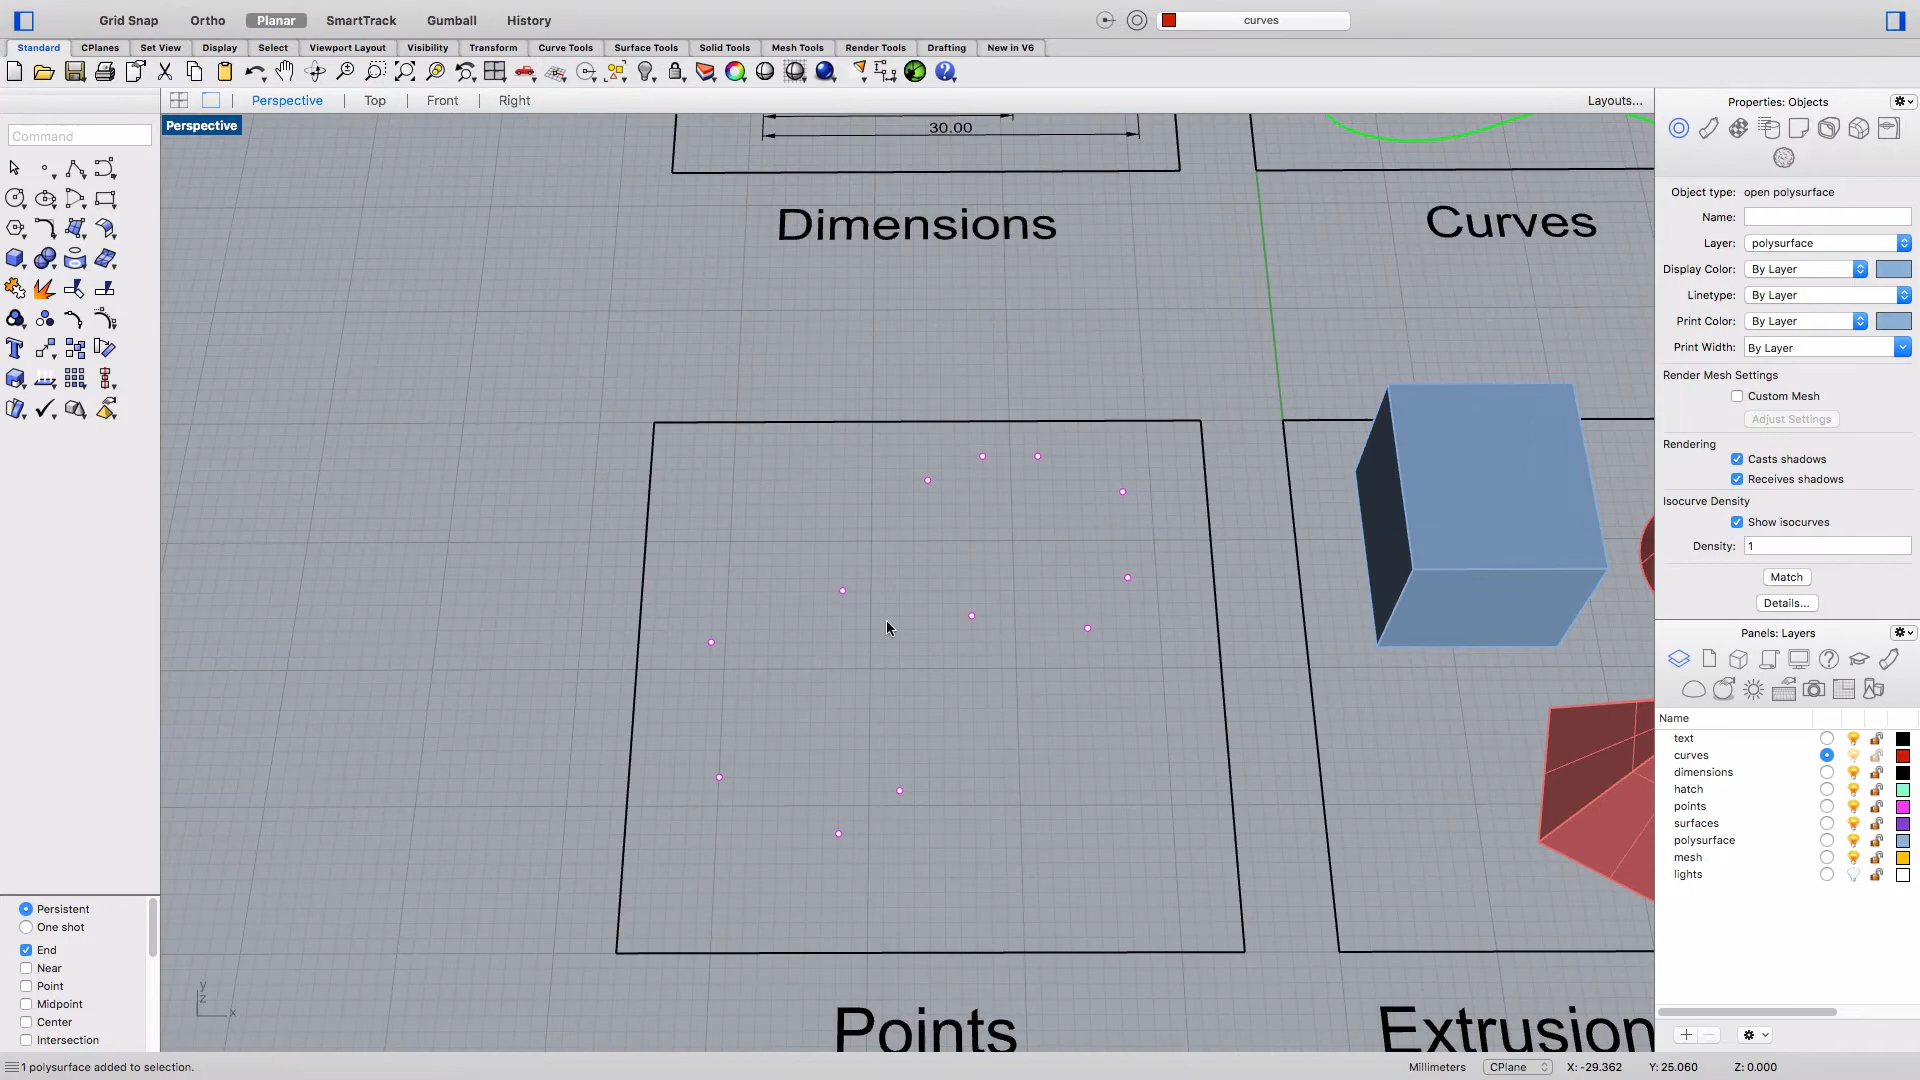 Grid Snap Ortho Planar SmartTrack Gumball History curves
Standard CPlanes Set View Display Select Viewport Layout Visibility Transform Curve Tools Surface Tools Solid Tools Mesh Tools Render Tools Drafting New in V6
Perspective Top Front Right Layouts...
Perspective
Command
30.00
Dimensions
Curves
Points
Extrusion
Properties: Objects
Object type: open polysurface
Name:
Layer: polysurface
Display Color: By Layer
Linetype: By Layer
Print Color: By Layer
Print Width: By Layer
Render Mesh Settings
Custom Mesh
Adjust Settings
Rendering
Casts shadows
Receives shadows
Isocurve Density
Show isocurves
Density: 1
Match
Details...
Panels: Layers
Name
text
curves
dimensions
hatch
points
surfaces
polysurface
mesh
lights
Persistent
One shot
End
Near
Point
Midpoint
Center
Intersection
y
z
x
1 polysurface added to selection.
Millimeters CPlane X: -29.362 Y: 25.060 Z: 0.000